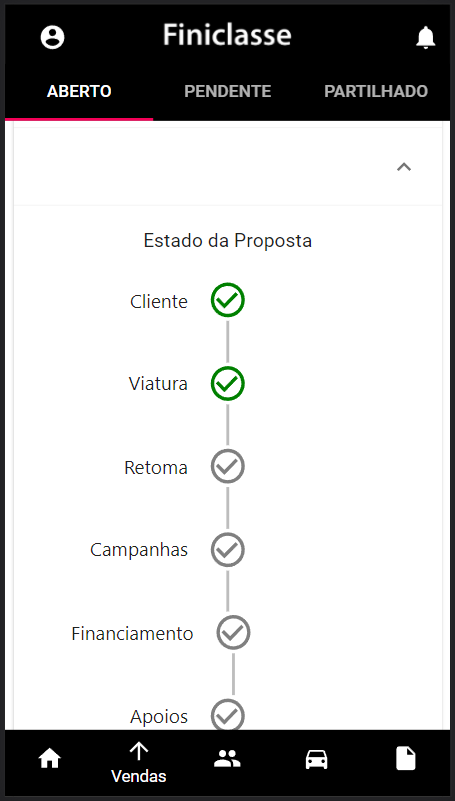 Finiclasse
ABERTO PENDENTE PARTILHADO
Estado da Proposta
Cliente
Viatura
Retoma
Campanhas
Financiamento
Apoios
Vendas